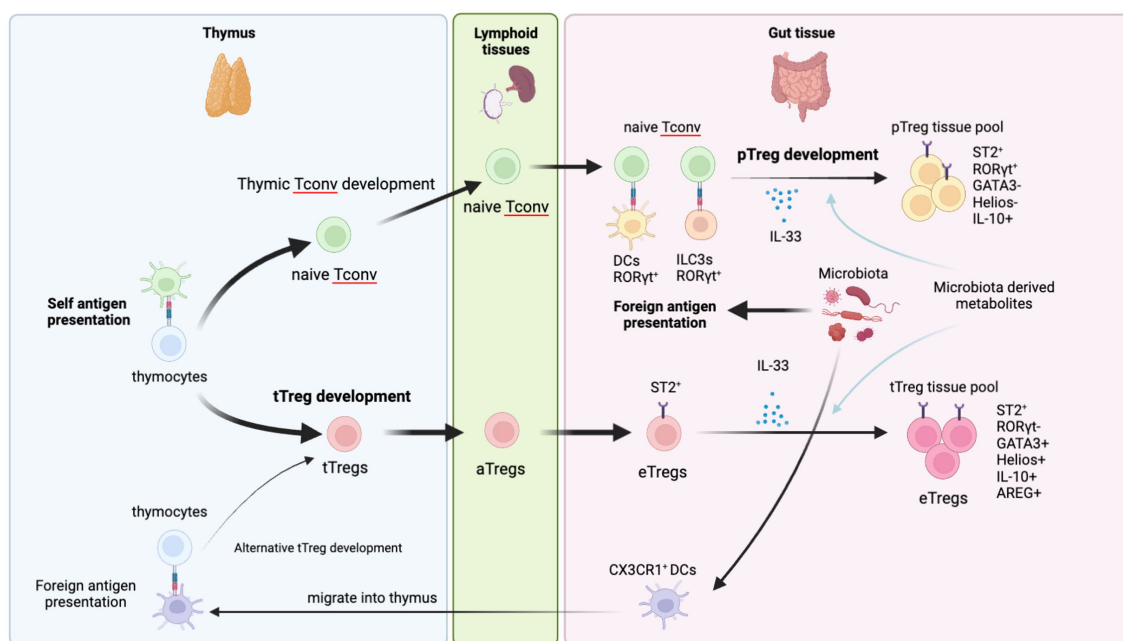 Thymus
Lymphoid
tissues
Gut tissue
Thymic Tconv development
naive Tconv
Self antigen
presentation
thymocytes
tTreg development
tTregs
thymocytes
Alternative tTreg development
Foreign antigen
presentation
migrate into thymus
naive Tconv
aTregs
naive Tconv
pTreg development
IL-33
DCs
RORγt⁺
ILC3s
RORγt⁺
pTreg tissue pool
ST2⁺
RORγt⁺
GATA3-
Helios-
IL-10+
Microbiota
Microbiota derived
metabolites
Foreign antigen
presentation
IL-33
ST2⁺
eTregs
tTreg tissue pool
ST2⁺
RORγt-
GATA3+
Helios+
IL-10+
AREG+
eTregs
CX3CR1⁺ DCs